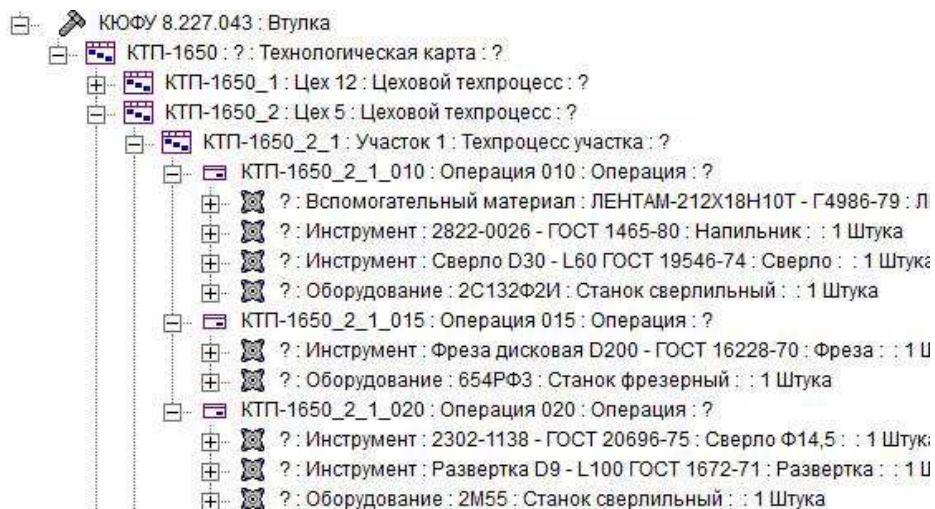 КЮФУ 8.227.043 : Втулка
КТП-1650 : ? : Технологическая карта : ?
КТП-1650_1 : Цех 12 : Цеховой техпроцесс : ?
КТП-1650_2 : Цех 5 : Цеховой техпроцесс : ?
КТП-1650_2_1 : Участок 1 : Техпроцесс участка : ?
КТП-1650_2_1_010 : Операция 010 : Операция : ?
? : Вспомогательный материал : ЛЕНТАМ-212Х18Н10Т - Г4986-79 : Л
? : Инструмент : 2822-0026 - ГОСТ 1465-80 : Напильник : : 1 Штука
? : Инструмент : Сверло D30 - L60 ГОСТ 19546-74 : Сверло : : 1 Штука
? : Оборудование : 2С132Ф2И : Станок сверлильный : : 1 Штука
КТП-1650_2_1_015 : Операция 015 : Операция : ?
? : Инструмент : Фреза дисковая D200 - ГОСТ 16228-70 : Фреза : : 1 Ш
? : Оборудование : 654РФ3 : Станок фрезерный : : 1 Штука
КТП-1650_2_1_020 : Операция 020 : Операция : ?
? : Инструмент : 2302-1138 - ГОСТ 20696-75 : Сверло Ф14,5 : : 1 Штука
? : Инструмент : Развертка D9 - L100 ГОСТ 1672-71 : Развертка : : 1 Ш
? : Оборудование : 2М55 : Станок сверлильный : : 1 Штука